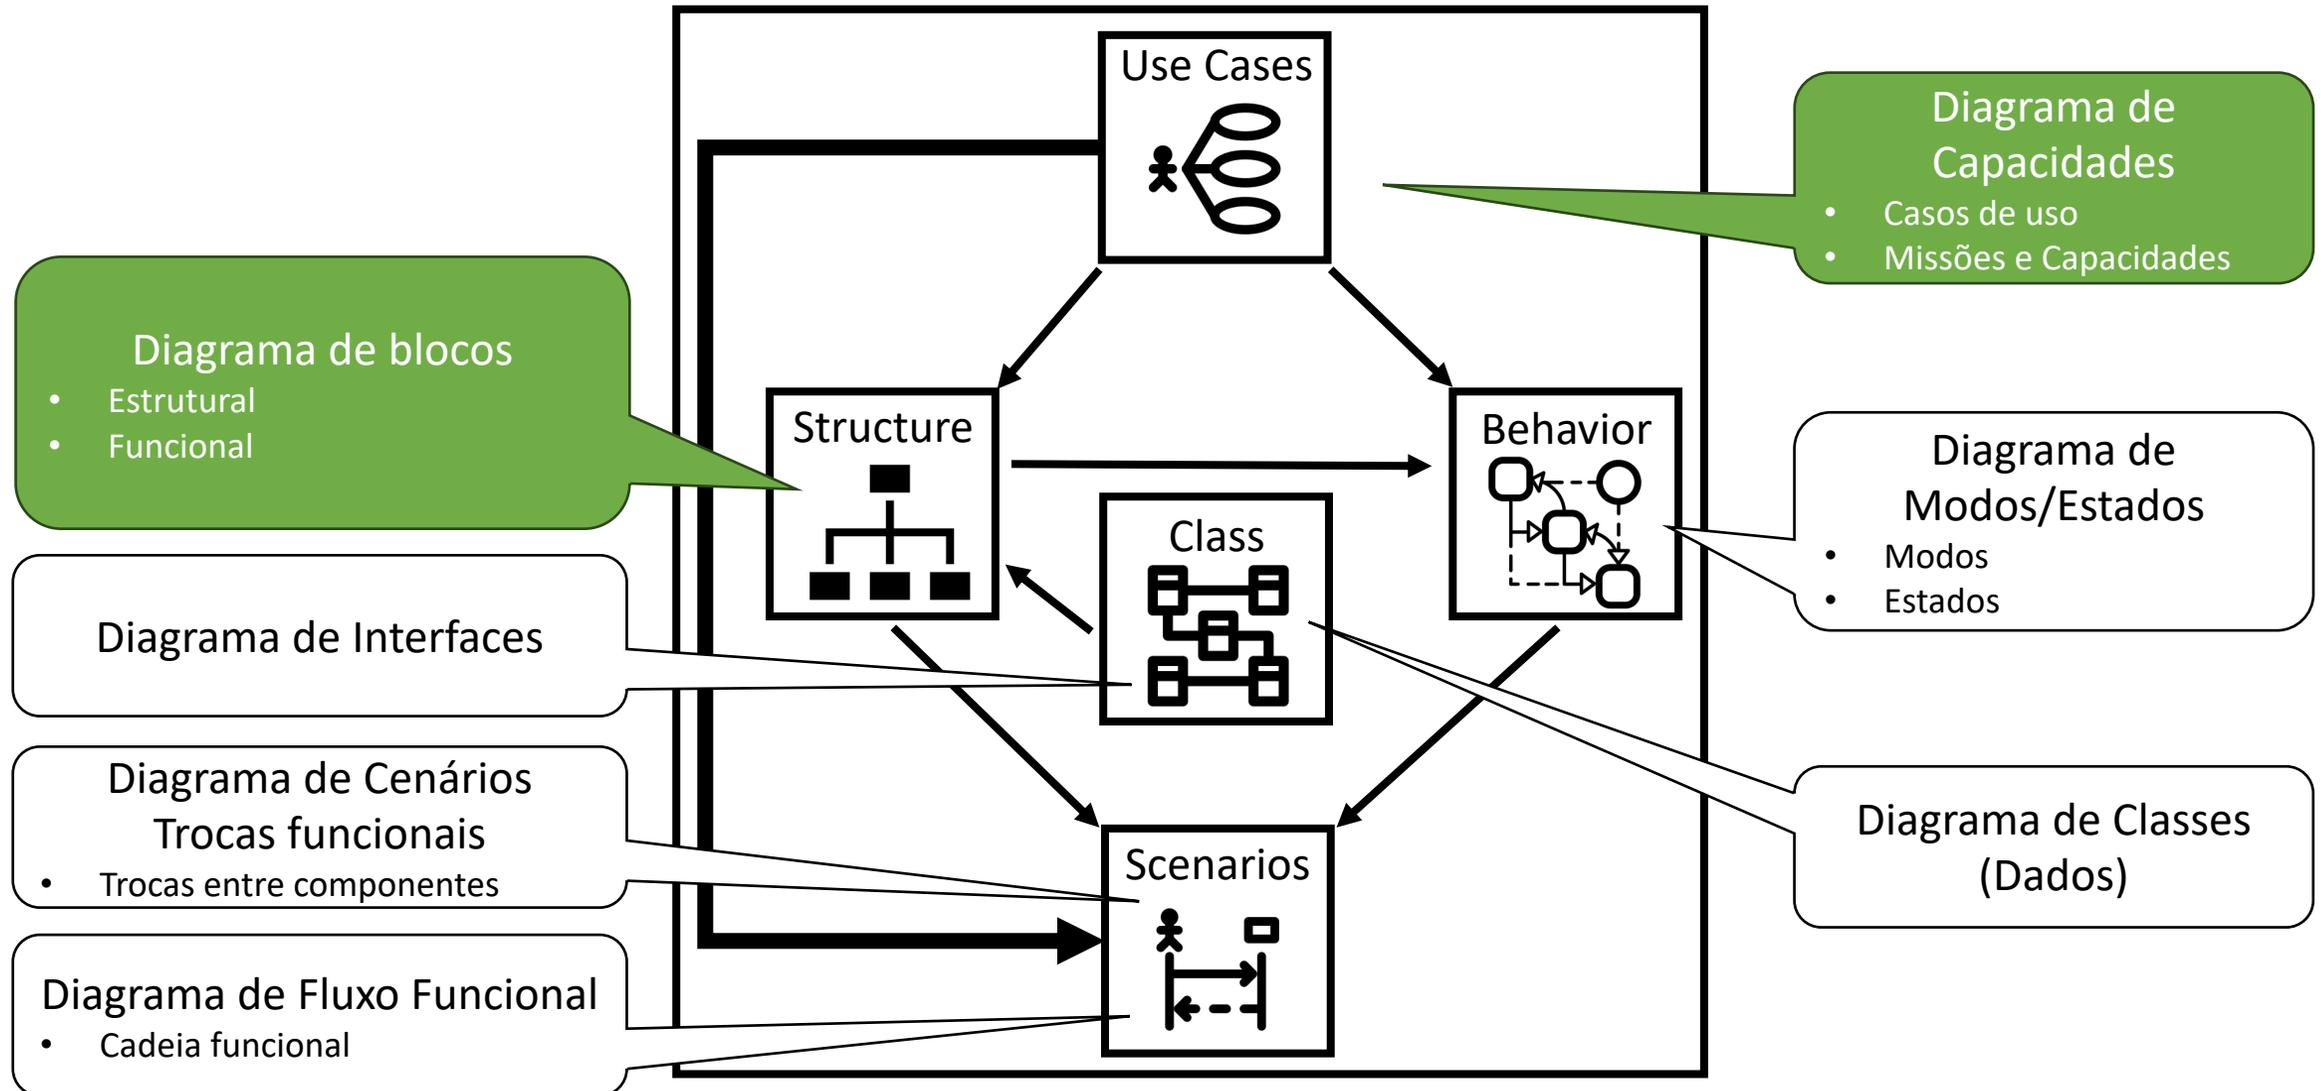 Use Cases
Diagrama de
Capacidades
• Casos de uso
• Missões e Capacidades
Diagrama de blocos
• Estrutural
• Funcional
Structure
Behavior
Diagrama de
Modos/Estados
• Modos
• Estados
Class
Diagrama de Interfaces
Diagrama de Cenários
Trocas funcionais
• Trocas entre componentes
Diagrama de Classes
(Dados)
Scenarios
Diagrama de Fluxo Funcional
• Cadeia funcional